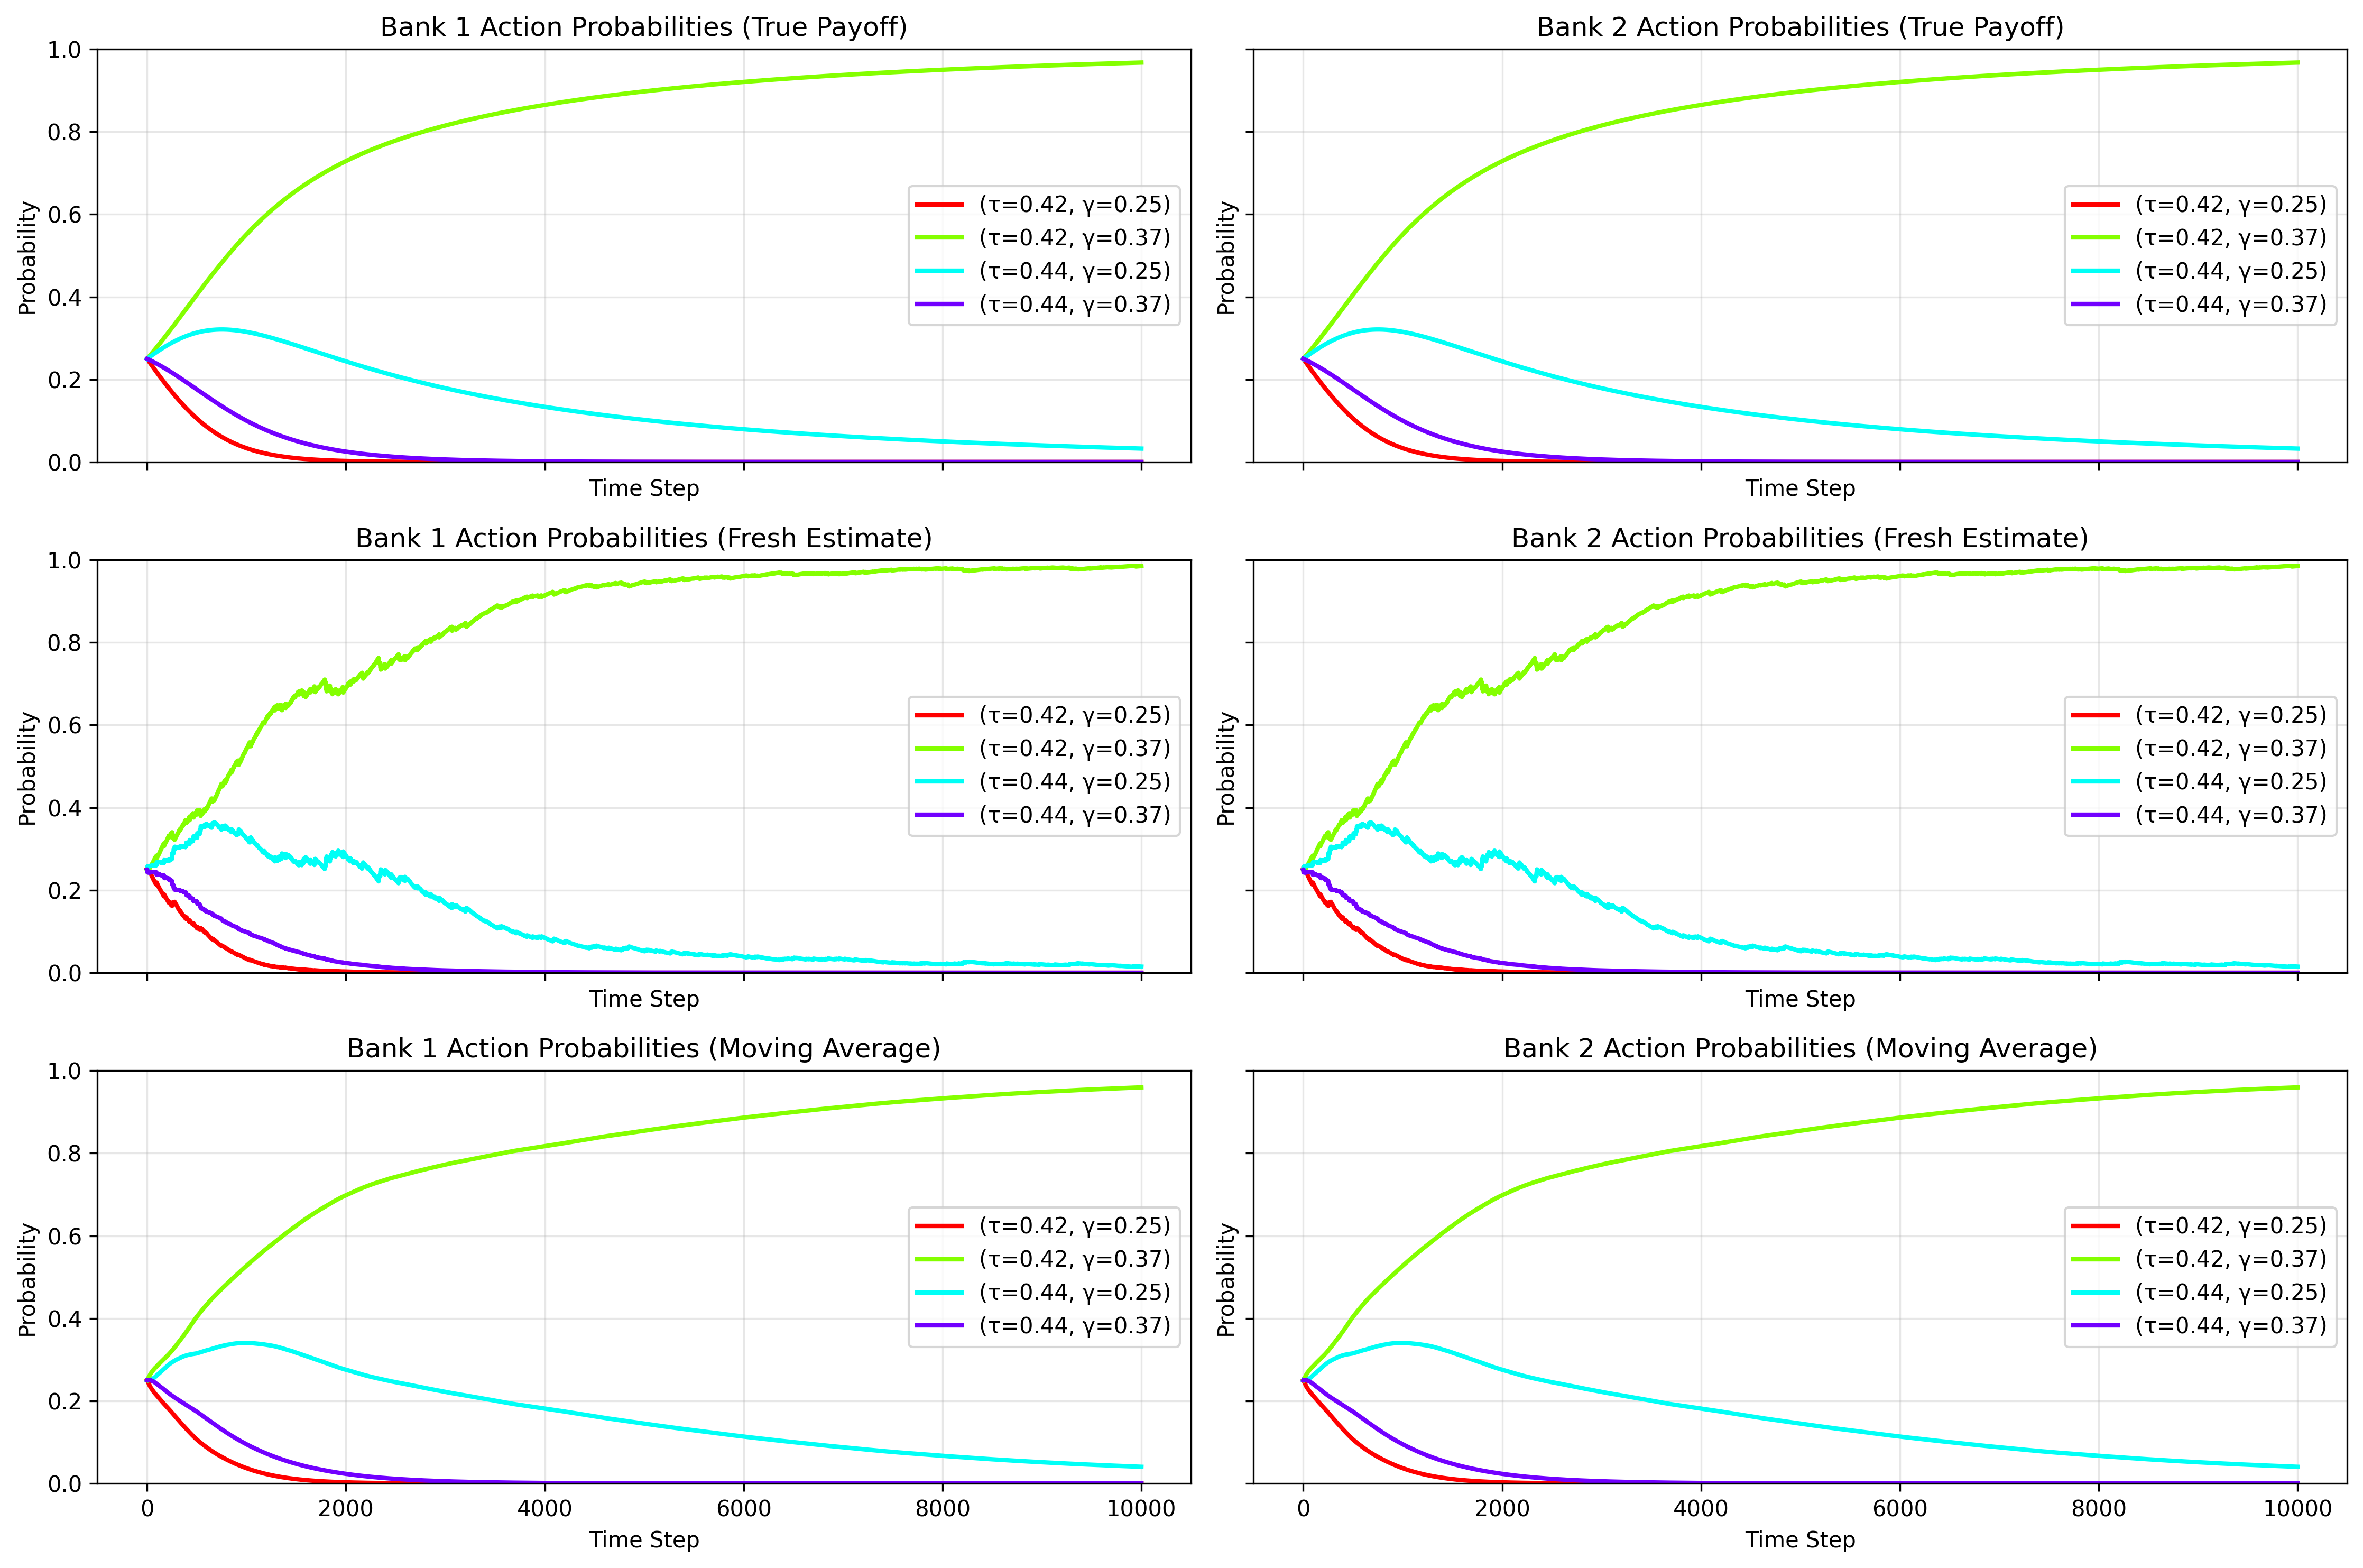 Bank 1 Action Probabilities (True Payoff)
1.0
0.8
0.6
0.4
0.2
0.0
Probability
(τ=0.42, γ=0.25)
(τ=0.42, γ=0.37)
(τ=0.44, γ=0.25)
(τ=0.44, γ=0.37)
Time Step
Bank 2 Action Probabilities (True Payoff)
Probability
(τ=0.42, γ=0.25)
(τ=0.42, γ=0.37)
(τ=0.44, γ=0.25)
(τ=0.44, γ=0.37)
Time Step
Bank 1 Action Probabilities (Fresh Estimate)
1.0
0.8
0.6
0.4
0.2
0.0
Probability
(τ=0.42, γ=0.25)
(τ=0.42, γ=0.37)
(τ=0.44, γ=0.25)
(τ=0.44, γ=0.37)
Time Step
Bank 2 Action Probabilities (Fresh Estimate)
Probability
(τ=0.42, γ=0.25)
(τ=0.42, γ=0.37)
(τ=0.44, γ=0.25)
(τ=0.44, γ=0.37)
Time Step
Bank 1 Action Probabilities (Moving Average)
1.0
0.8
0.6
0.4
0.2
0.0
Probability
(τ=0.42, γ=0.25)
(τ=0.42, γ=0.37)
(τ=0.44, γ=0.25)
(τ=0.44, γ=0.37)
0 2000 4000 6000 8000 10000
Time Step
Bank 2 Action Probabilities (Moving Average)
Probability
(τ=0.42, γ=0.25)
(τ=0.42, γ=0.37)
(τ=0.44, γ=0.25)
(τ=0.44, γ=0.37)
0 2000 4000 6000 8000 10000
Time Step